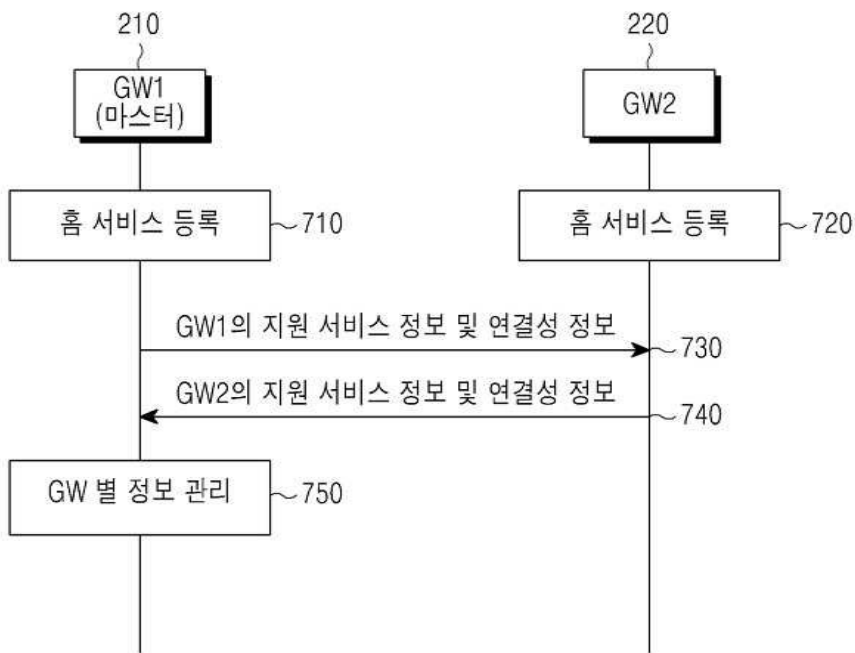 210
220
GW1
(마스터)
GW2
홈 서비스 등록
710
홈 서비스 등록
720
GW1의 지원 서비스 정보 및 연결성 정보
730
GW2의 지원 서비스 정보 및 연결성 정보
740
GW 별 정보 관리
750